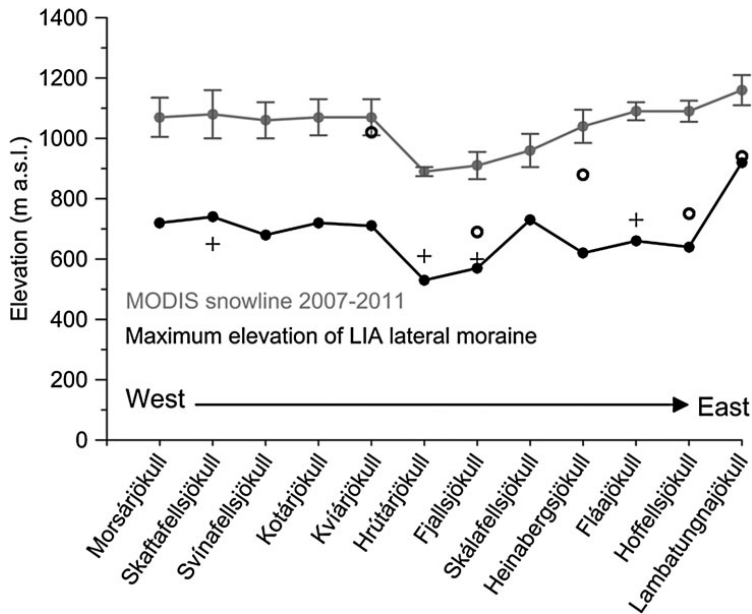 1400
1200
1000
800
600
400
200
0
Elevation (m a.s.l.)
MODIS snowline 2007-2011
Maximum elevation of LIA lateral moraine
West
East
Morsárjökull
Skaftafellsjökull
Svínafellsjökull
Kotárjökull
Kvíárjökull
Hrútárjökull
Fjallsjökull
Skálafellsjökull
Heinabergsjökull
Fláajökull
Hoffellsjökull
Lambatungnajökull